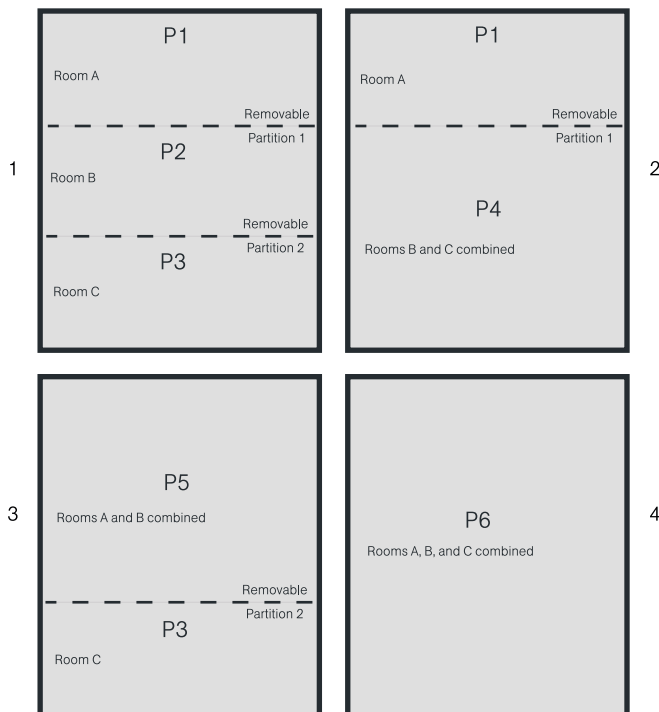 P1
Room A
Removable
Partition 1
P2
Room B
Removable
Partition 2
P3
Room C
1
P1
Room A
Removable
Partition 1
P4
Rooms B and C combined
2
P5
Rooms A and B combined
Removable
Partition 2
P3
Room C
3
P6
Rooms A, B, and C combined
4